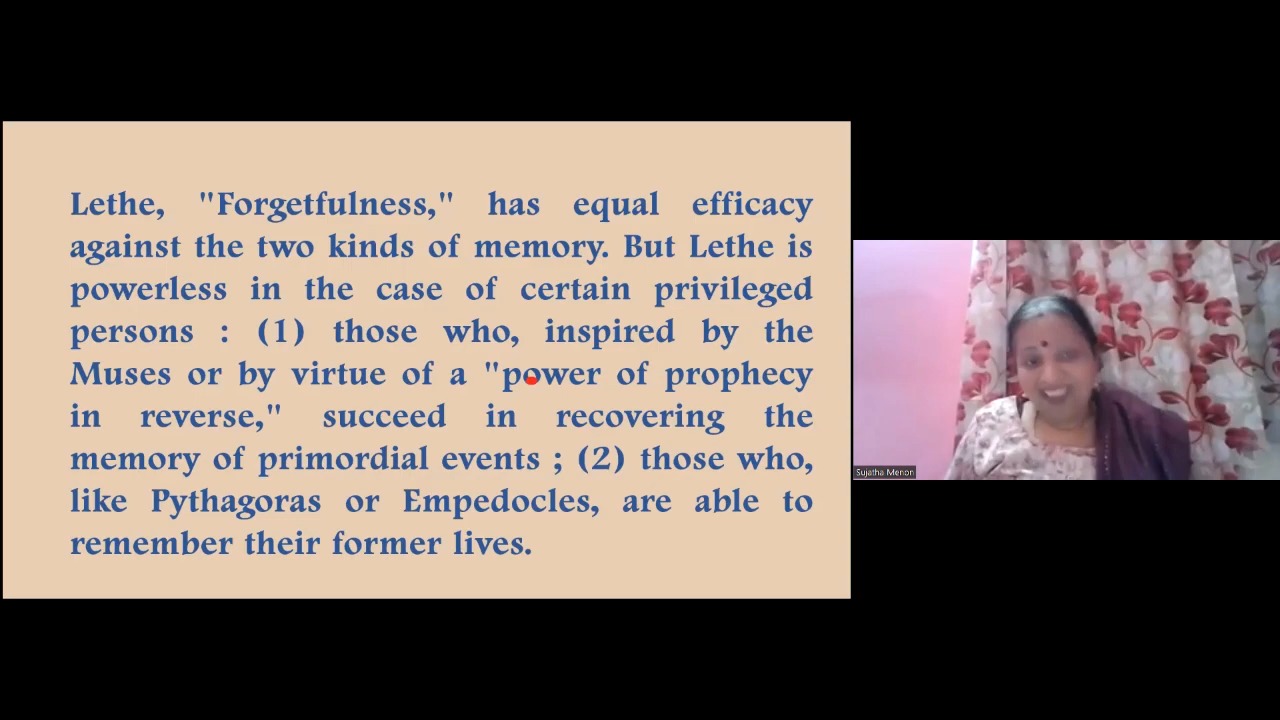 Lethe, "Forgetfulness," has equal efficacy
against the two kinds of memory. But Lethe is
powerless in the case of certain privileged
persons : (1) those who, inspired by the
Muses or by virtue of a "power of prophecy
in reverse," succeed in recovering the
memory of primordial events ; (2) those who,
like Pythagoras or Empedocles, are able to
remember their former lives.
Sujatha Menon